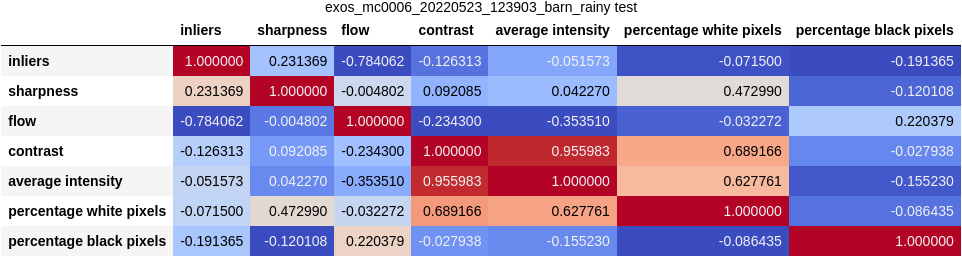 exos_mc0006_20220523_123903_barn_rainy test
inliers sharpness flow contrast average intensity percentage white pixels percentage black pixels
inliers 1.000000 0.231369 -0.784062 -0.126313 -0.051573 -0.071500 -0.191365
sharpness 0.231369 1.000000 -0.004802 0.092085 0.042270 0.472990 -0.120108
flow -0.784062 -0.004802 1.000000 -0.234300 -0.353510 -0.032272 0.220379
contrast -0.126313 0.092085 -0.234300 1.000000 0.955983 0.689166 -0.027938
average intensity -0.051573 0.042270 -0.353510 0.955983 1.000000 0.627761 -0.155230
percentage white pixels -0.071500 0.472990 -0.032272 0.689166 0.627761 1.000000 -0.086435
percentage black pixels -0.191365 -0.120108 0.220379 -0.027938 -0.155230 -0.086435 1.000000